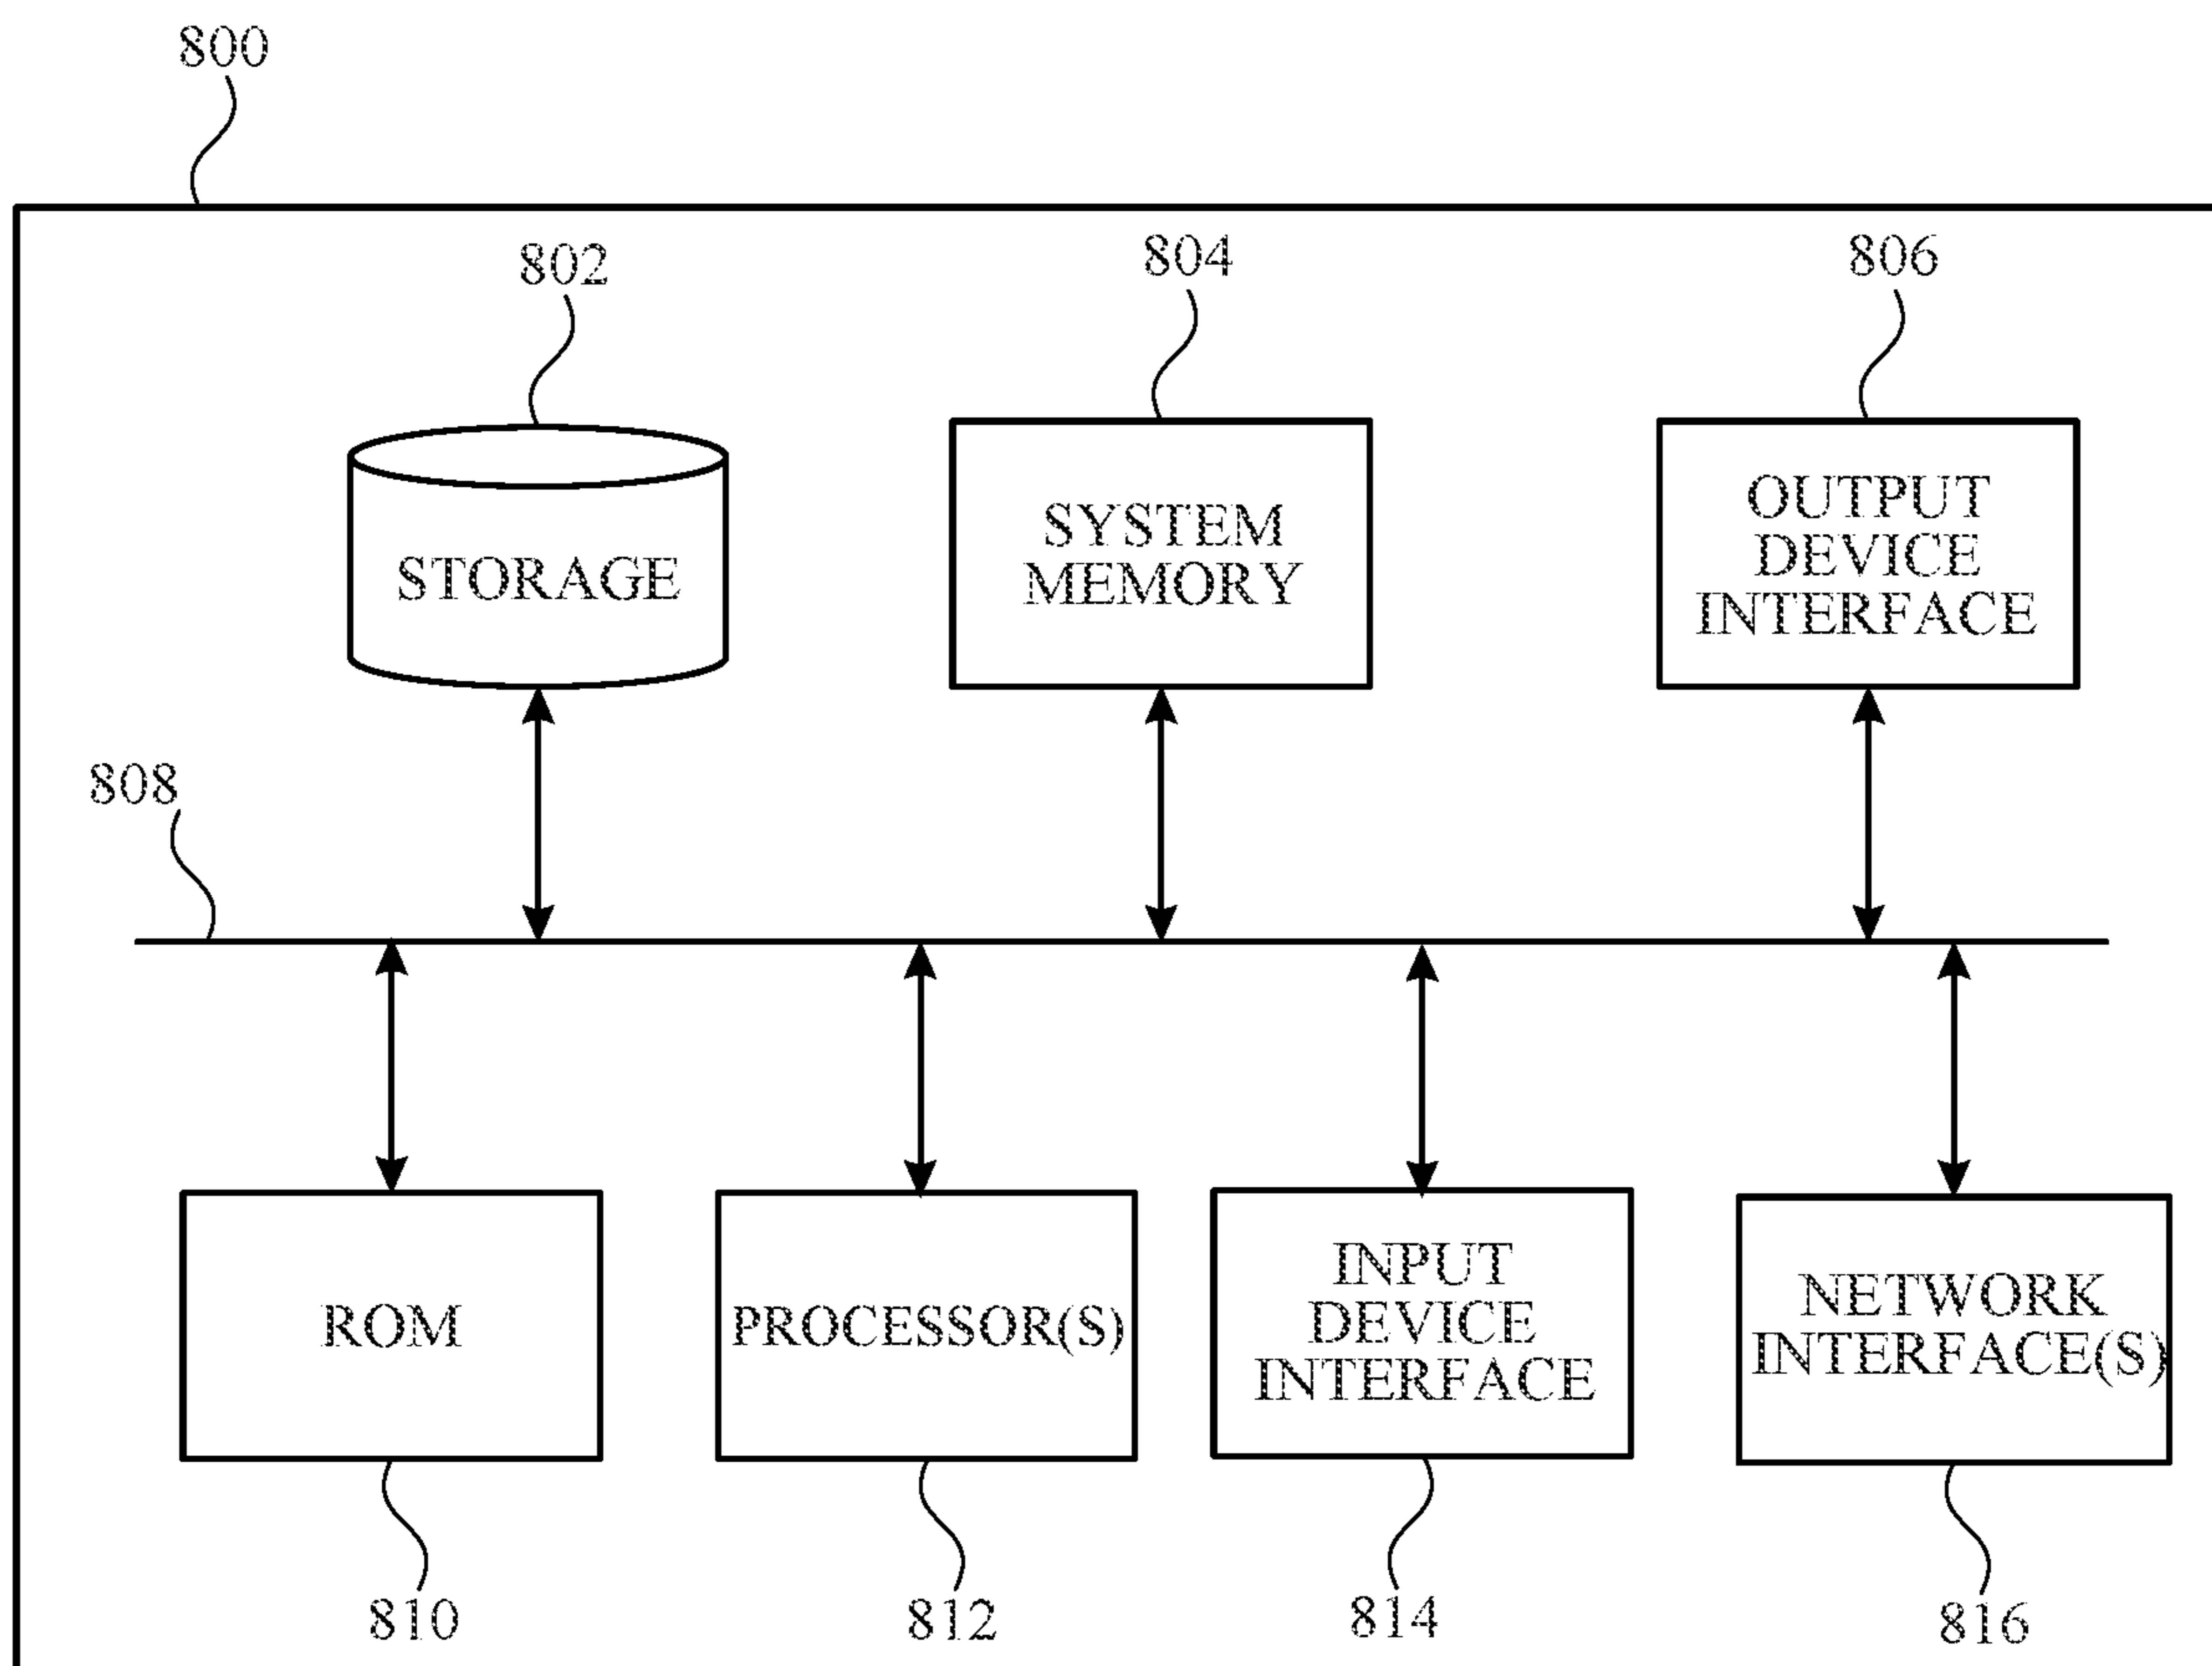 800
802
804
806
STORAGE
SYSTEM
MEMORY
OUTPUT
DEVICE
INTERFACE
808
ROM
PROCESSOR(S)
INPUT
DEVICE
INTERFACE
NETWORK
INTERFACE(S)
810
812
814
816